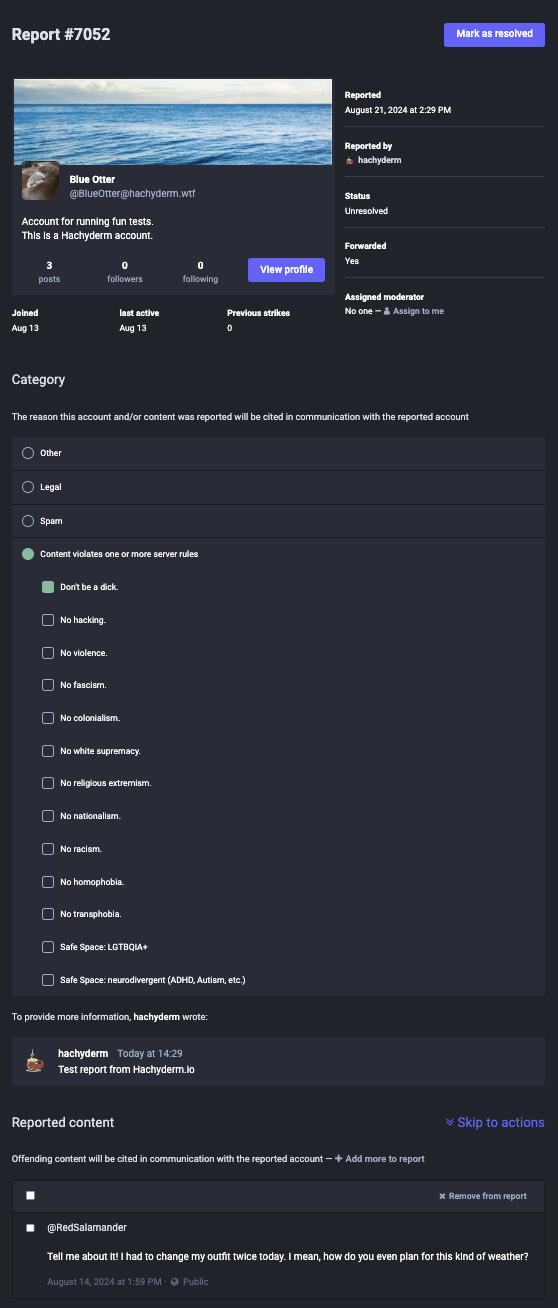 Report #7052
Mark as resolved
Blue Otter
@BlueOtter@hachyderm.wtf
Account for running fun tests.
This is a Hachyderm account.
3 0 0
posts followers following
View profile
Joined last active Previous strikes
Aug 13 Aug 13 0
Reported
August 21, 2024 at 2:29 PM
Reported by
hachyderm
Status
Unresolved
Forwarded
Yes
Assigned moderator
No one — Assign to me
Category
The reason this account and/or content was reported will be cited in communication with the reported account
Other
Legal
Spam
Content violates one or more server rules
Don't be a dick.
No hacking.
No violence.
No fascism.
No colonialism.
No white supremacy.
No religious extremism.
No nationalism.
No racism.
No homophobia.
No transphobia.
Safe Space: LGTBQIA+
Safe Space: neurodivergent (ADHD, Autism, etc.)
To provide more information, hachyderm wrote:
hachyderm Today at 14:29
Test report from Hachyderm.io
Reported content
Skip to actions
Offending content will be cited in communication with the reported account — + Add more to report
Remove from report
@RedSalamander
Tell me about it! I had to change my outfit twice today. I mean, how do you even plan for this kind of weather?
August 14, 2024 at 1:59 PM · Public